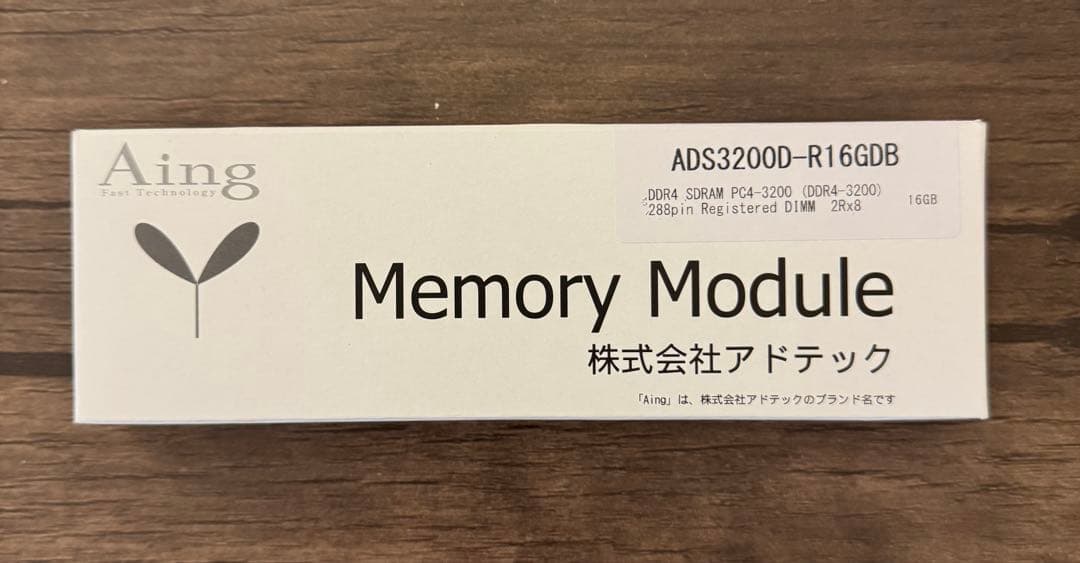 Aing
Fast Technology
ADS3200D-R16GDB
DDR4 SDRAM PC4-3200 (DDR4-3200)
288pin Registered DIMM 2Rx8
16GB
Memory Module
株式会社アドテック
「Aing」は、株式会社アドテックのブランド名です